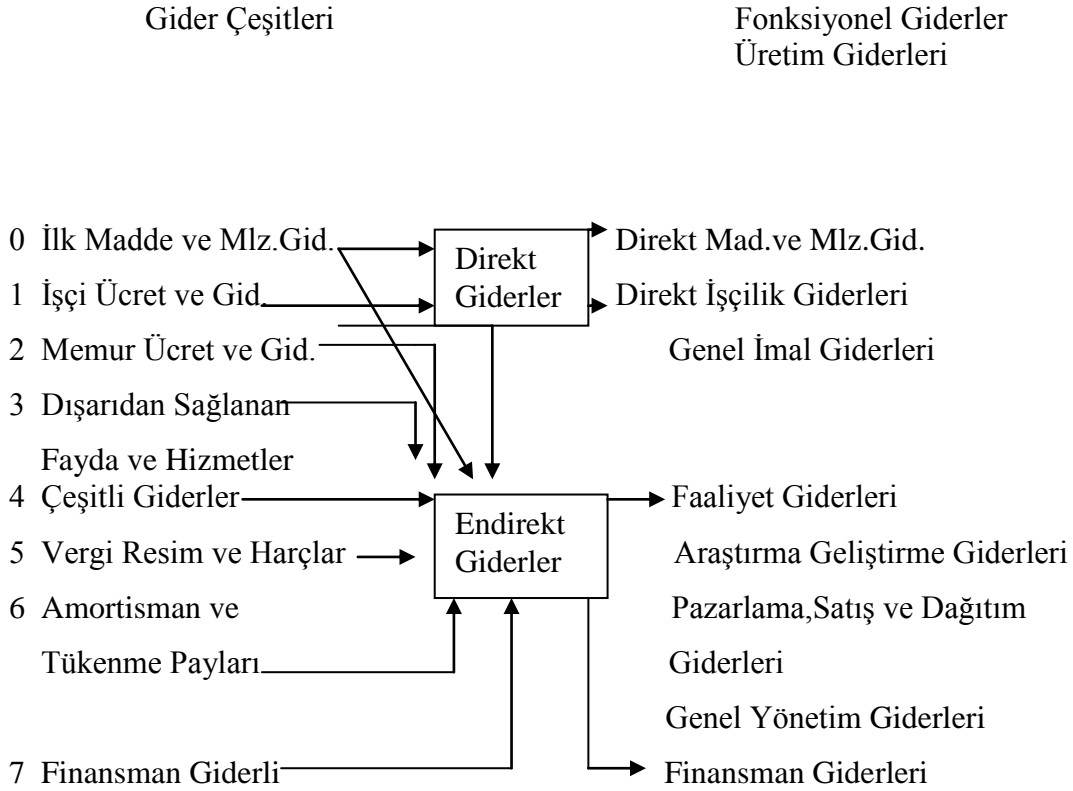 Gider Çeşitleri
Fonksiyonel Giderler
Üretim Giderleri
0 İlk Madde ve Mlz.Gid.
Direkt
Giderler
Direkt Mad.ve Mlz.Gid.
1 İşçi Ücret ve Gid.
Direkt İşçilik Giderleri
2 Memur Ücret ve Gid.
Genel İmal Giderleri
3 Dışarıdan Sağlanan
Fayda ve Hizmetler
4 Çeşitli Giderler
Endirekt
Giderler
Faaliyet Giderleri
5 Vergi Resim ve Harçlar
Araştırma Geliştirme Giderleri
6 Amortisman ve
Pazarlama,Satış ve Dağıtım
Tükenme Payları
Giderleri
Genel Yönetim Giderleri
7 Finansman Giderli
Finansman Giderleri